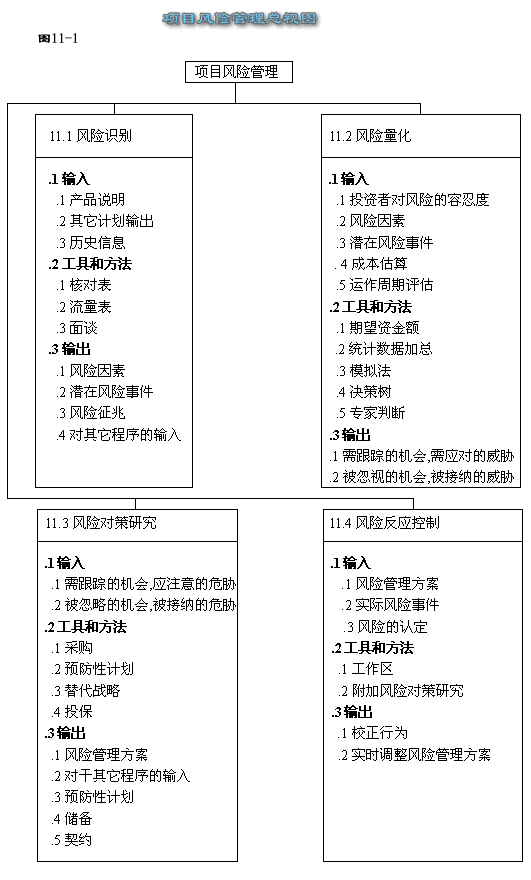 项目风险管理总视图
图11-1
项目风险管理
11.1 风险识别
.1 输入
.1 产品说明
.2 其它计划输出
.3 历史信息
.2 工具和方法
.1 核对表
.2 流量表
.3 面谈
.3 输出
.1 风险因素
.2 潜在风险事件
.3 风险征兆
.4 对其它程序的输入
11.2 风险量化
.1 输入
.1 投资者对风险的容忍度
.2 风险因素
.3 潜在风险事件
.4 成本估算
.5 运作周期评估
.2 工具和方法
.1 期望资金额
.2 统计数据加总
.3 模拟法
.4 决策树
.5 专家判断
.3 输出
.1 需跟踪的机会,需应对的威胁
.2 被忽视的机会,被接纳的威胁
11.3 风险对策研究
.1 输入
.1 需跟踪的机会,应注意的危胁
.2 被忽略的机会,被接纳的危胁
.2 工具和方法
.1 采购
.2 预防性计划
.3 替代战略
.4 投保
.3 输出
.1 风险管理方案
.2 对于其它程序的输入
.3 预防性计划
.4 储备
.5 契约
11.4 风险反应控制
.1 输入
.1 风险管理方案
.2 实际风险事件
.3 风险的认定
.2 工具和方法
.1 工作区
.2 附加风险对策研究
.3 输出
.1 校正行为
.2 实时调整风险管理方案